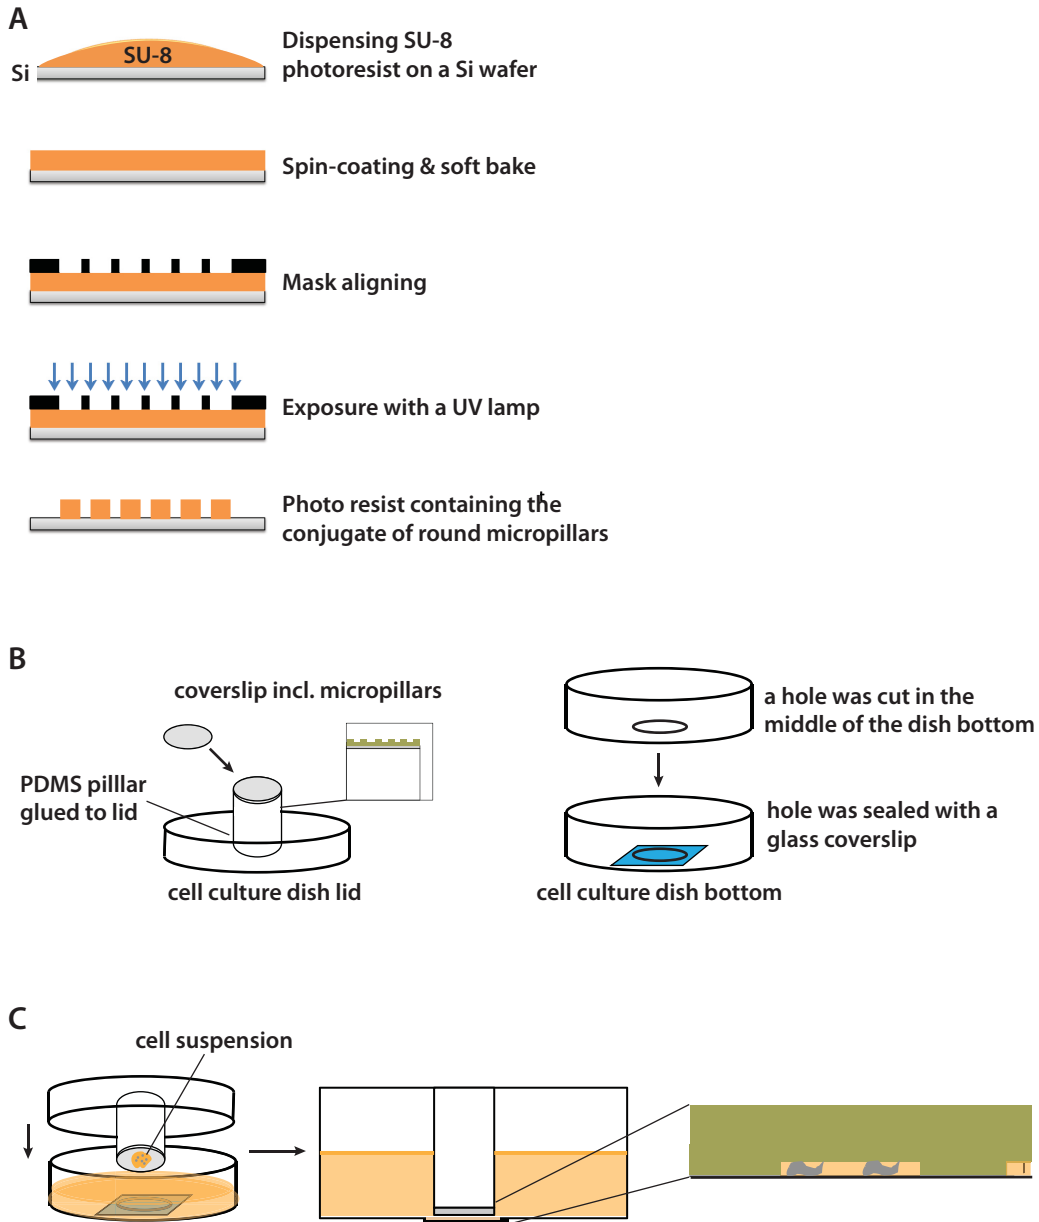 A
SU-8
Si
Dispensing SU-8
photoresist on a Si wafer
Spin-coating & soft bake
Mask aligning
Exposure with a UV lamp
Photo resist containing the
conjugate of round micropillars
B
coverslip incl. micropillars
PDMS pilllar
glued to lid
cell culture dish lid
a hole was cut in the
middle of the dish bottom
hole was sealed with a
glass coverslip
cell culture dish bottom
C
cell suspension